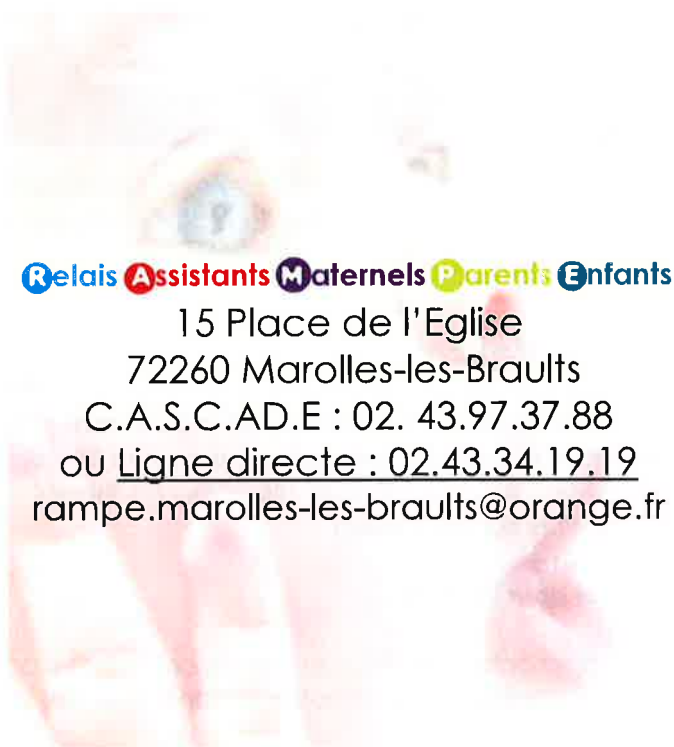 Relais Assistants Maternels Parents Enfants
15 Place de l'Eglise
72260 Marolles-les-Braults
C.A.S.C.AD.E : 02. 43.97.37.88
ou Ligne directe : 02.43.34.19.19
rampe.marolles-les-braults@orange.fr